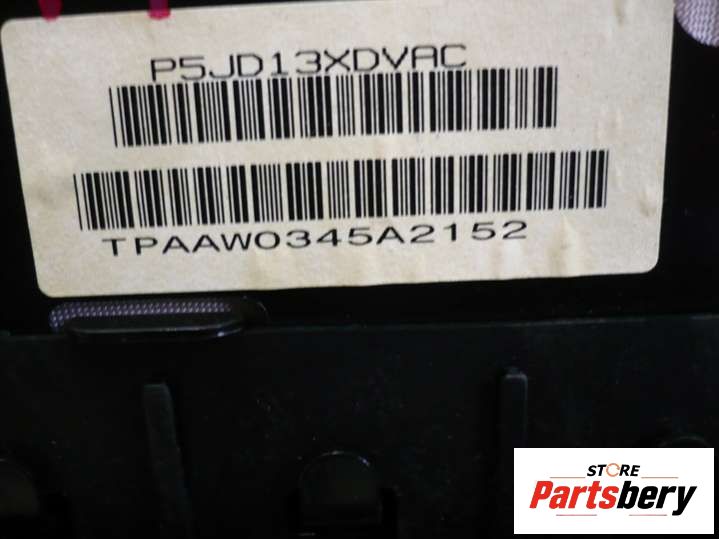 P5JD13XDVAC
TPAAW0345A2152
STORE
Partsbery